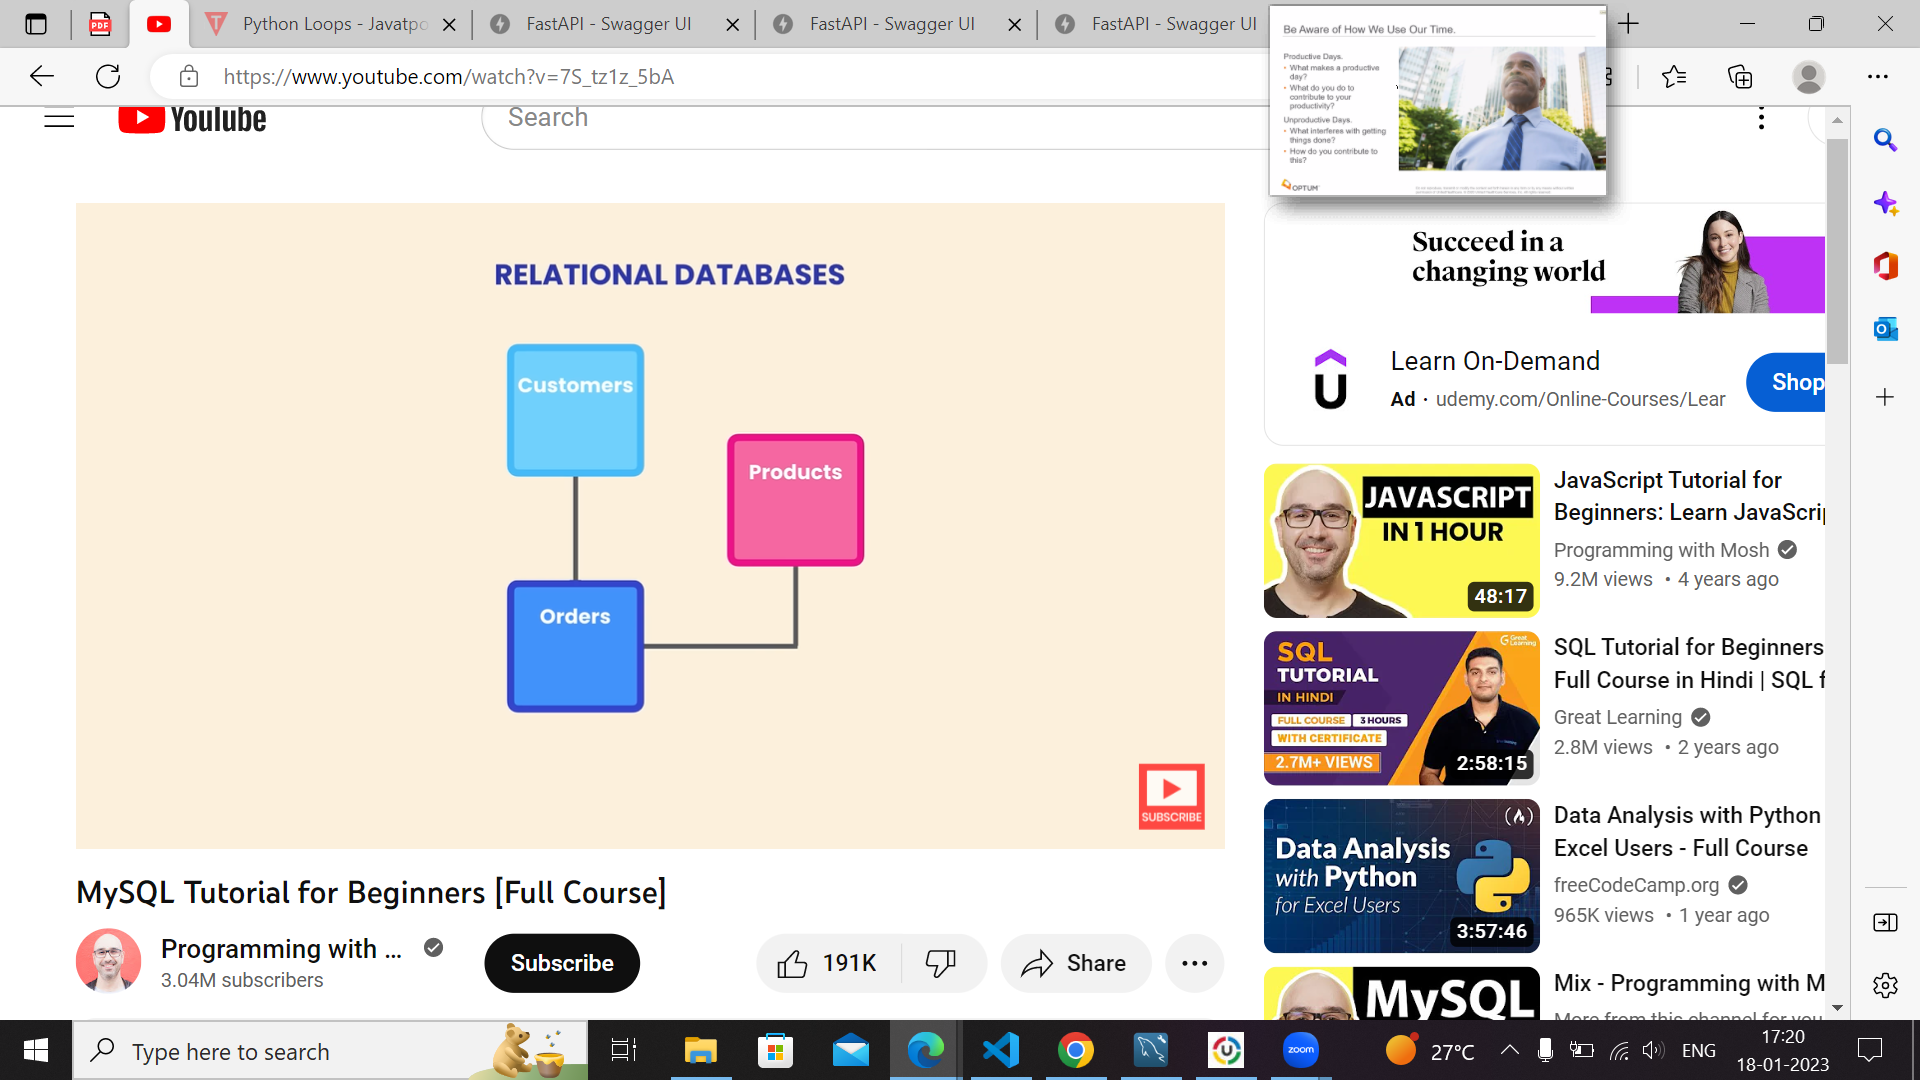 PDF
Python Loops - Javatpo
FastAPI - Swagger UI
FastAPI - Swagger UI
FastAPI - Swagger UI
https://www.youtube.com/watch?v=7S_tz1z_5bA
Be Aware of How We Use Our Time.
Productive Days.
• What makes a productive
day?
• What do you do to
contribute to your
productivity?
Unproductive Days.
• What interferes with getting
things done?
• How do you contribute to
this?
OPTUM
YouTube
Search
RELATIONAL DATABASES
Customers
Products
Orders
SUBSCRIBE
MySQL Tutorial for Beginners [Full Course]
Programming with ...
3.04M subscribers
Subscribe
191K
Share
Succeed in a
changing world
Learn On-Demand
Ad · udemy.com/Online-Courses/Lear
Shop
JAVASCRIPT
IN 1 HOUR
48:17
JavaScript Tutorial for
Beginners: Learn JavaScrip
Programming with Mosh
9.2M views • 4 years ago
Great Learning
SQL
TUTORIAL
IN HINDI
FULL COURSE 3 HOURS
WITH CERTIFICATE
2.7M+ VIEWS
2:58:15
SQL Tutorial for Beginners
Full Course in Hindi | SQL f
Great Learning
2.8M views • 2 years ago
Data Analysis
with Python
for Excel Users
3:57:46
Data Analysis with Python
Excel Users - Full Course
freeCodeCamp.org
965K views • 1 year ago
MySQL
Mix - Programming with M
More from this channel for you
Type here to search
zoom
27°C
ENG
17:20
18-01-2023